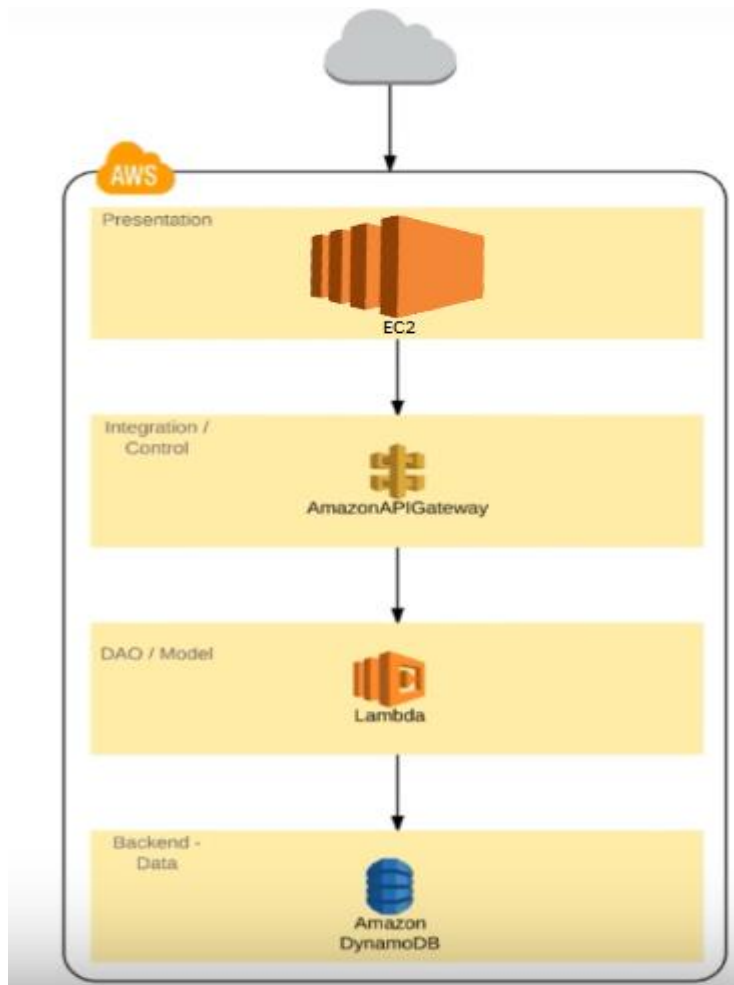 AWS
Presentation
EC2
Integration /
Control
AmazonAPIGateway
DAO / Model
Lambda
Backend -
Data
Amazon
DynamoDB